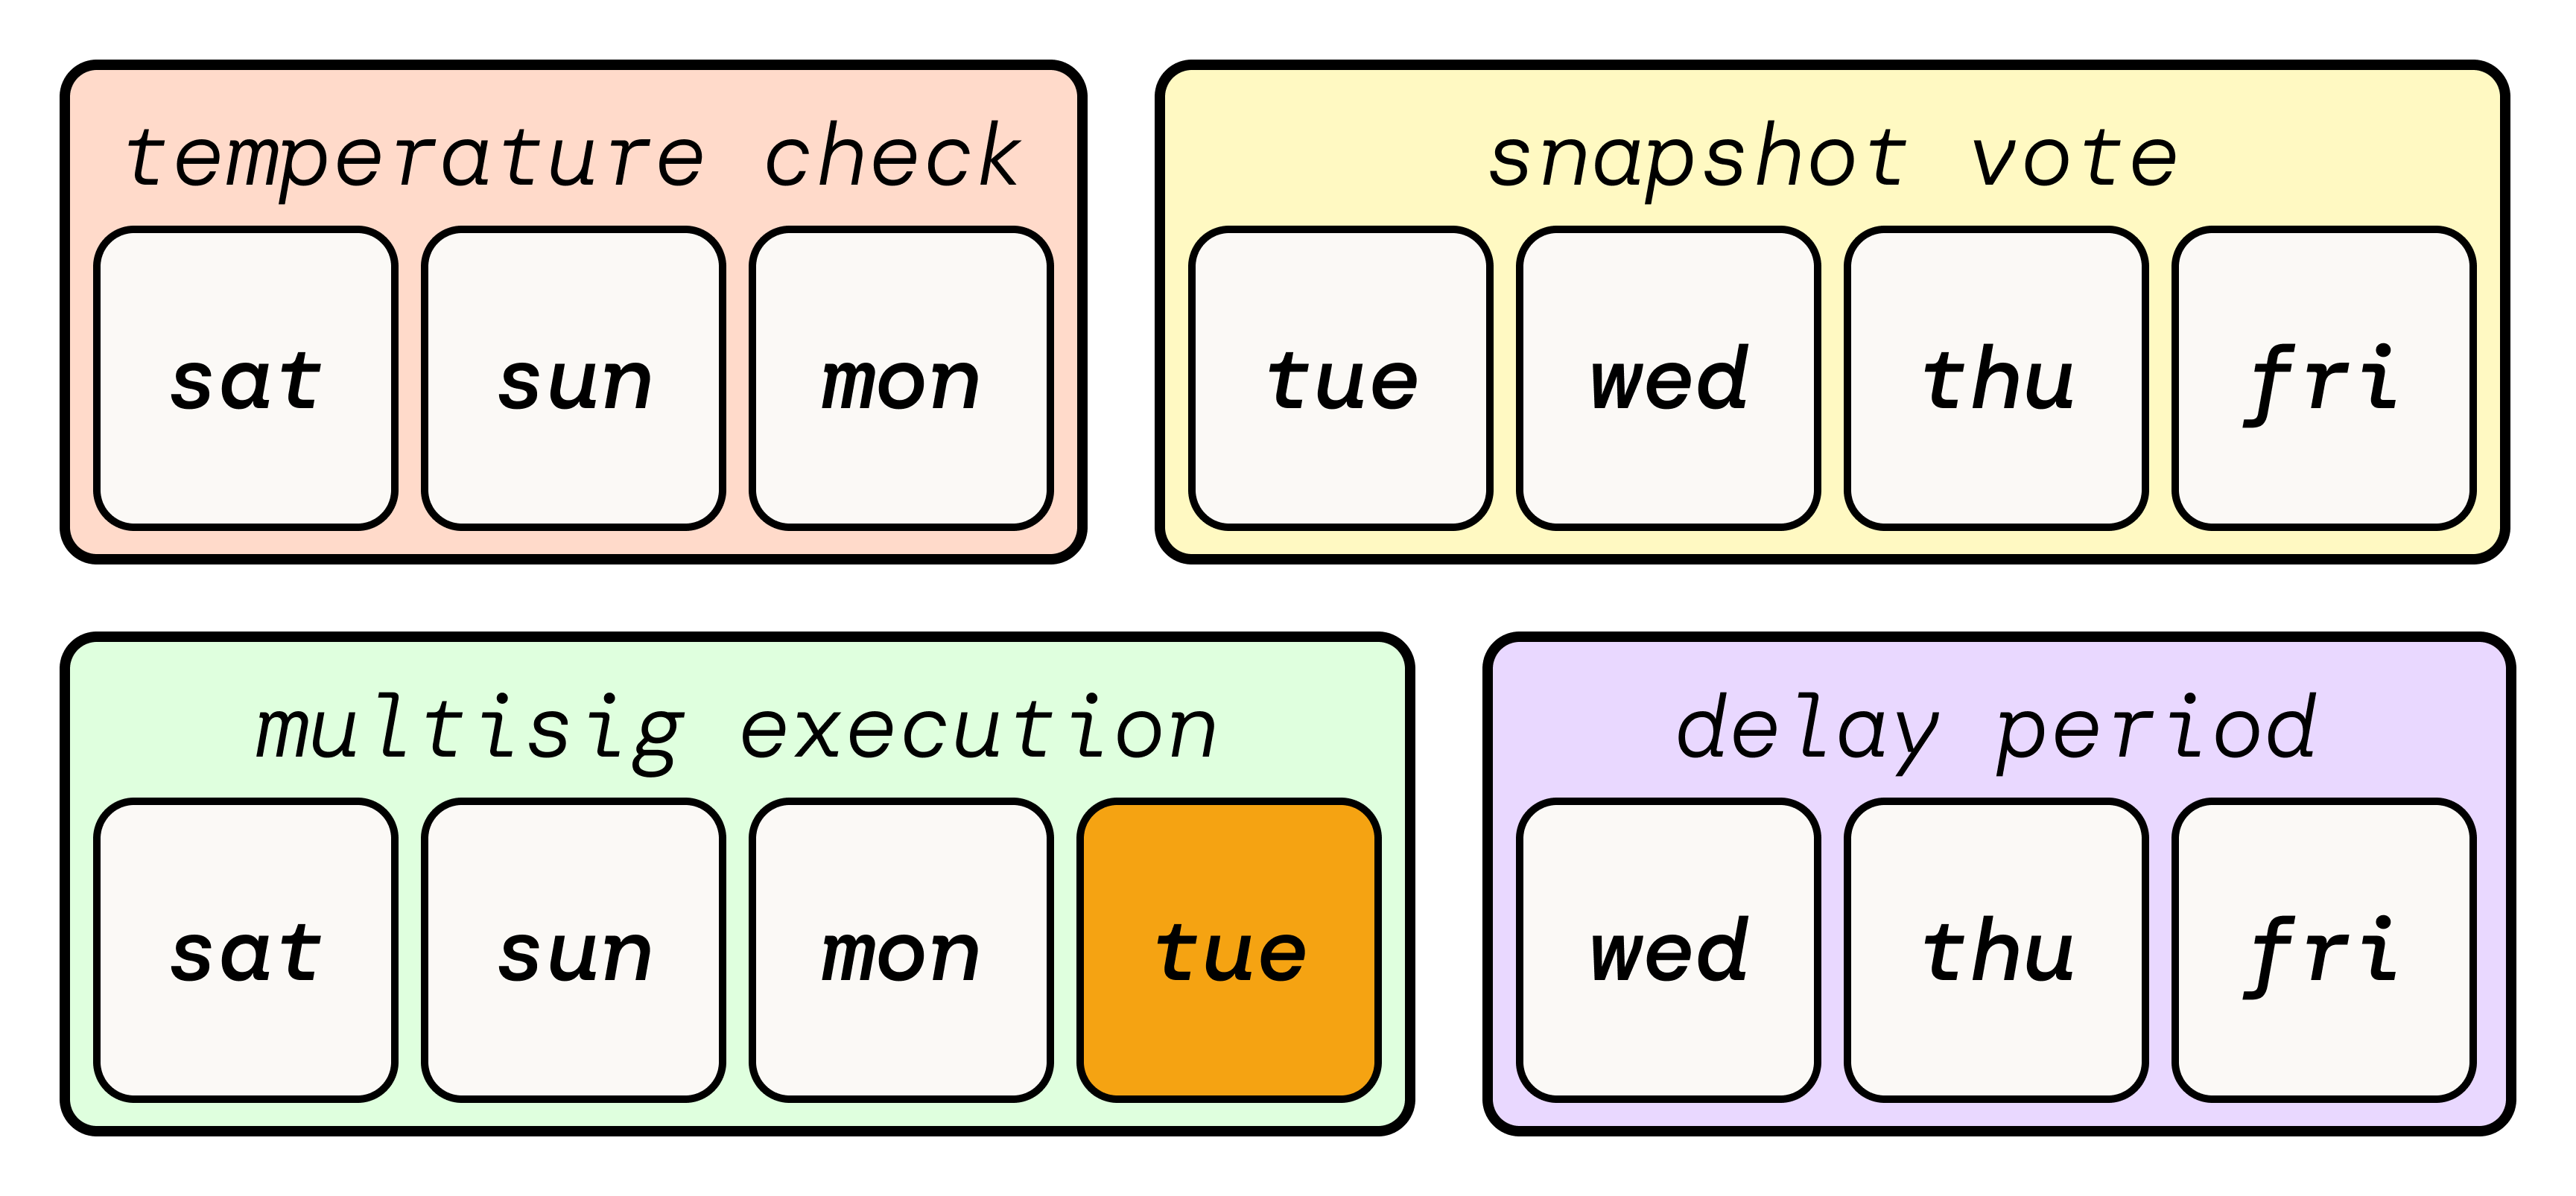 temperature check
sat sun mon
snapshot vote
tue wed thu fri
multisig execution
sat sun mon tue
delay period
wed thu fri